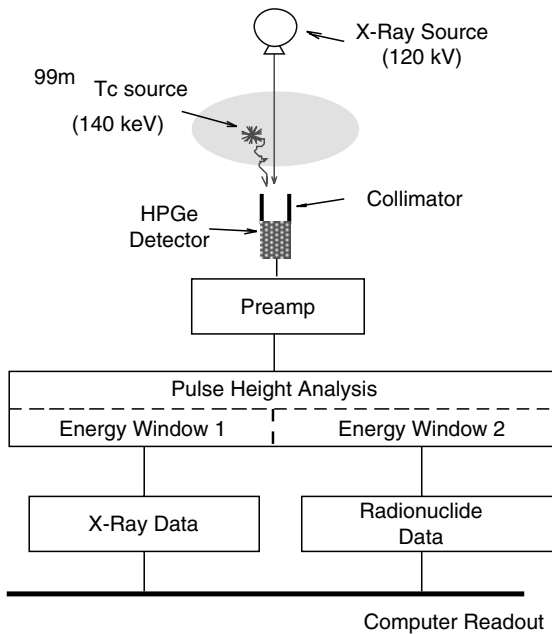 X-Ray Source
(120 kV)
99m
Tc source
(140 keV)
Collimator
HPGe
Detector
Preamp
Pulse Height Analysis
Energy Window 1
Energy Window 2
X-Ray Data
Radionuclide
Data
Computer Readout